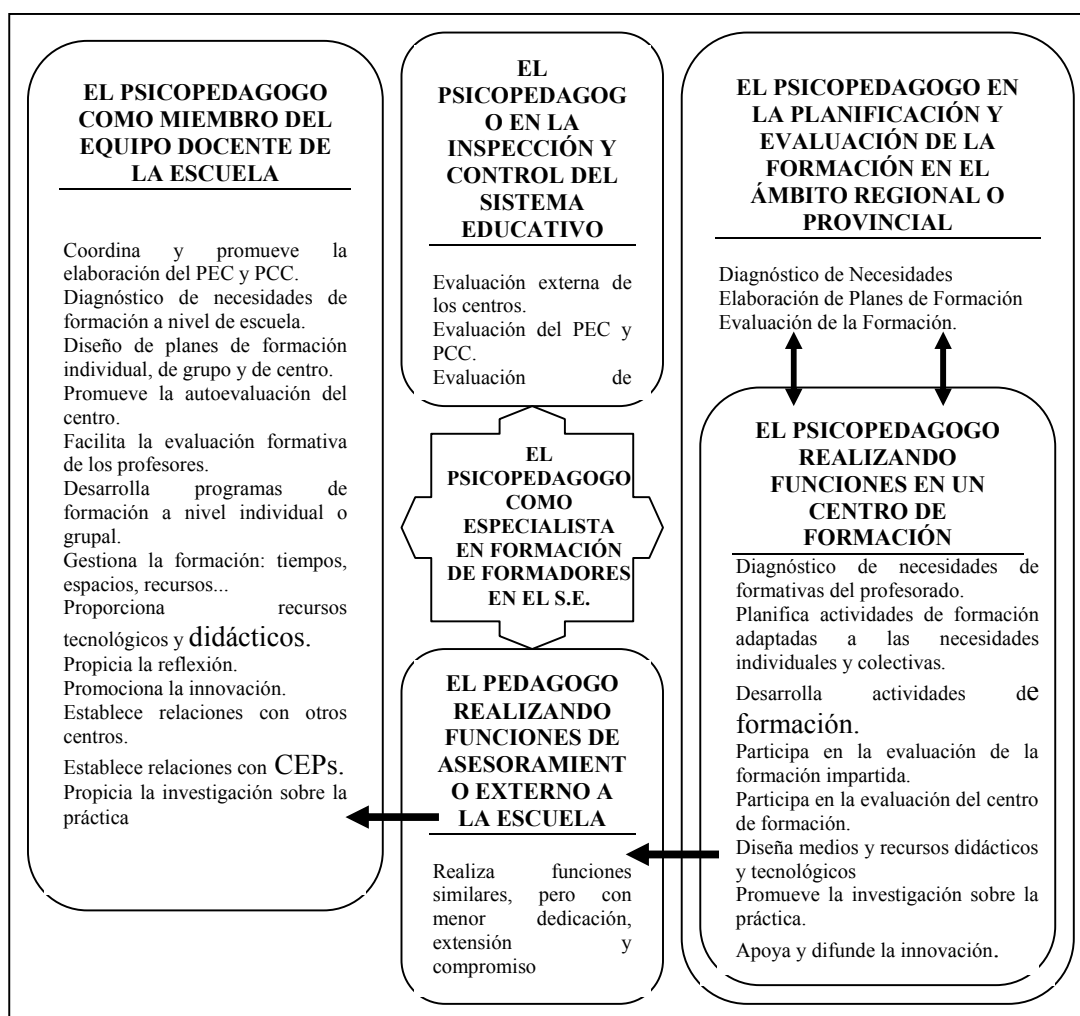 EL PSICOPEDAGOGO
COMO MIEMBRO DEL
EQUIPO DOCENTE DE
LA ESCUELA
Coordina y promueve la
elaboración del PEC y PCC.
Diagnóstico de necesidades de
formación a nivel de escuela.
Diseño de planes de formación
individual, de grupo y de centro.
Promueve la autoevaluación del
centro.
Facilita la evaluación formativa
de los profesores.
Desarrolla programas de
formación a nivel individual o
grupal.
Gestiona la formación: tiempos,
espacios, recursos...
Proporciona recursos
tecnológicos y didácticos.
Propicia la reflexión.
Promociona la innovación.
Establece relaciones con otros
centros.
Establece relaciones con CEPs.
Propicia la investigación sobre la
práctica
EL
PSICOPEDAGOG
O EN LA
INSPECCIÓN Y
CONTROL DEL
SISTEMA
EDUCATIVO
Evaluación externa de
los centros.
Evaluación del PEC y
PCC.
Evaluación de
EL
PSICOPEDAGOGO
COMO
ESPECIALISTA
EN FORMACIÓN
DE FORMADORES
EN EL S.E.
EL PEDAGOGO
REALIZANDO
FUNCIONES DE
ASESORAMIENT
O EXTERNO A
LA ESCUELA
Realiza funciones
similares, pero con
menor dedicación,
extensión y
compromiso
EL PSICOPEDAGOGO EN
LA PLANIFICACIÓN Y
EVALUACIÓN DE LA
FORMACIÓN EN EL
ÁMBITO REGIONAL O
PROVINCIAL
Diagnóstico de Necesidades
Elaboración de Planes de Formación
Evaluación de la Formación.
EL PSICOPEDAGOGO
REALIZANDO
FUNCIONES EN UN
CENTRO DE
FORMACIÓN
Diagnóstico de necesidades de
formativas del profesorado.
Planifica actividades de formación
adaptadas a las necesidades
individuales y colectivas.
Desarrolla actividades de
formación.
Participa en la evaluación de la
formación impartida.
Participa en la evaluación del centro
de formación.
Diseña medios y recursos didácticos
y tecnológicos
Promueve la investigación sobre la
práctica.
Apoya y difunde la innovación.